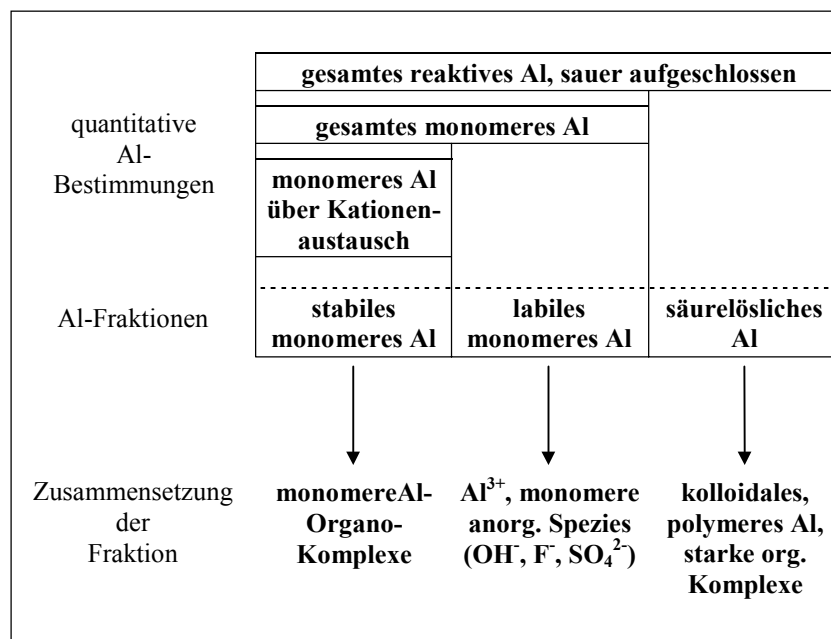 gesamtes reaktives Al, sauer aufgeschlossen
quantitative
Al-
Bestimmungen
gesamtes monomeres Al
monomeres Al
über Kationen-
austausch
Al-Fraktionen
stabiles
monomeres Al
labiles
monomeres Al
säurelösliches
Al
Zusammensetzung
der
Fraktion
monomereAl-
Organo-
Komplexe
Al³⁺, monomere
anorg. Spezies
(OH⁻, F⁻, SO₄²⁻)
kolloidales,
polymeres Al,
starke org.
Komplexe